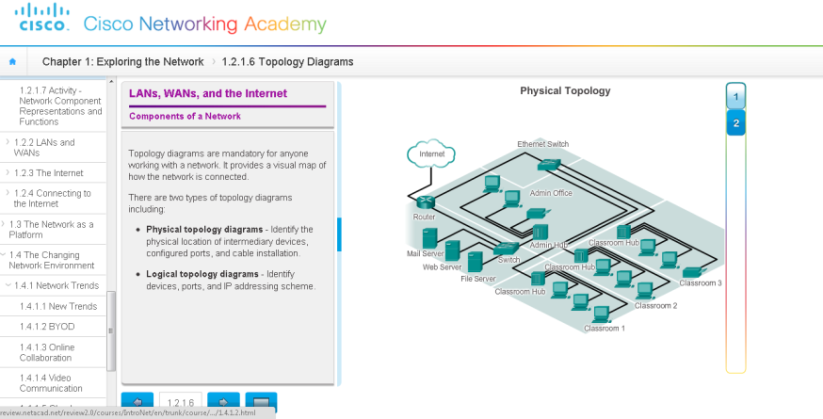 CISCO. Cisco Networking Academy
Chapter 1: Exploring the Network > 1.2.1.6 Topology Diagrams
1.2.1.7 Activity -
Network Component
Representations and
Functions
1.2.2 LANs and
WANs
1.2.3 The Internet
1.2.4 Connecting to
the Internet
1.3 The Network as a
Platform
1.4 The Changing
Network Environment
1.4.1 Network Trends
1.4.1.1 New Trends
1.4.1.2 BYOD
1.4.1.3 Online
Collaboration
1.4.1.4 Video
Communication
LANs, WANs, and the Internet
Components of a Network
Topology diagrams are mandatory for anyone
working with a network. It provides a visual map of
how the network is connected.
There are two types of topology diagrams
including:
• Physical topology diagrams - Identify the
physical location of intermediary devices,
configured ports, and cable installation.
• Logical topology diagrams - Identify
devices, ports, and IP addressing scheme.
1.2.1.6
Physical Topology
Ethernet Switch
Internet
Admin Office
Router
Mail Server
Admin Hub
Classroom Hub
Web Server
Switch
Classroom Hub
File Server
Classroom Hub
Classroom 3
Classroom 2
Classroom 1
1
2
review.netacad.net/review2.0/courses/IntroNet/en/trunk/course/.../1.4.1.2.html